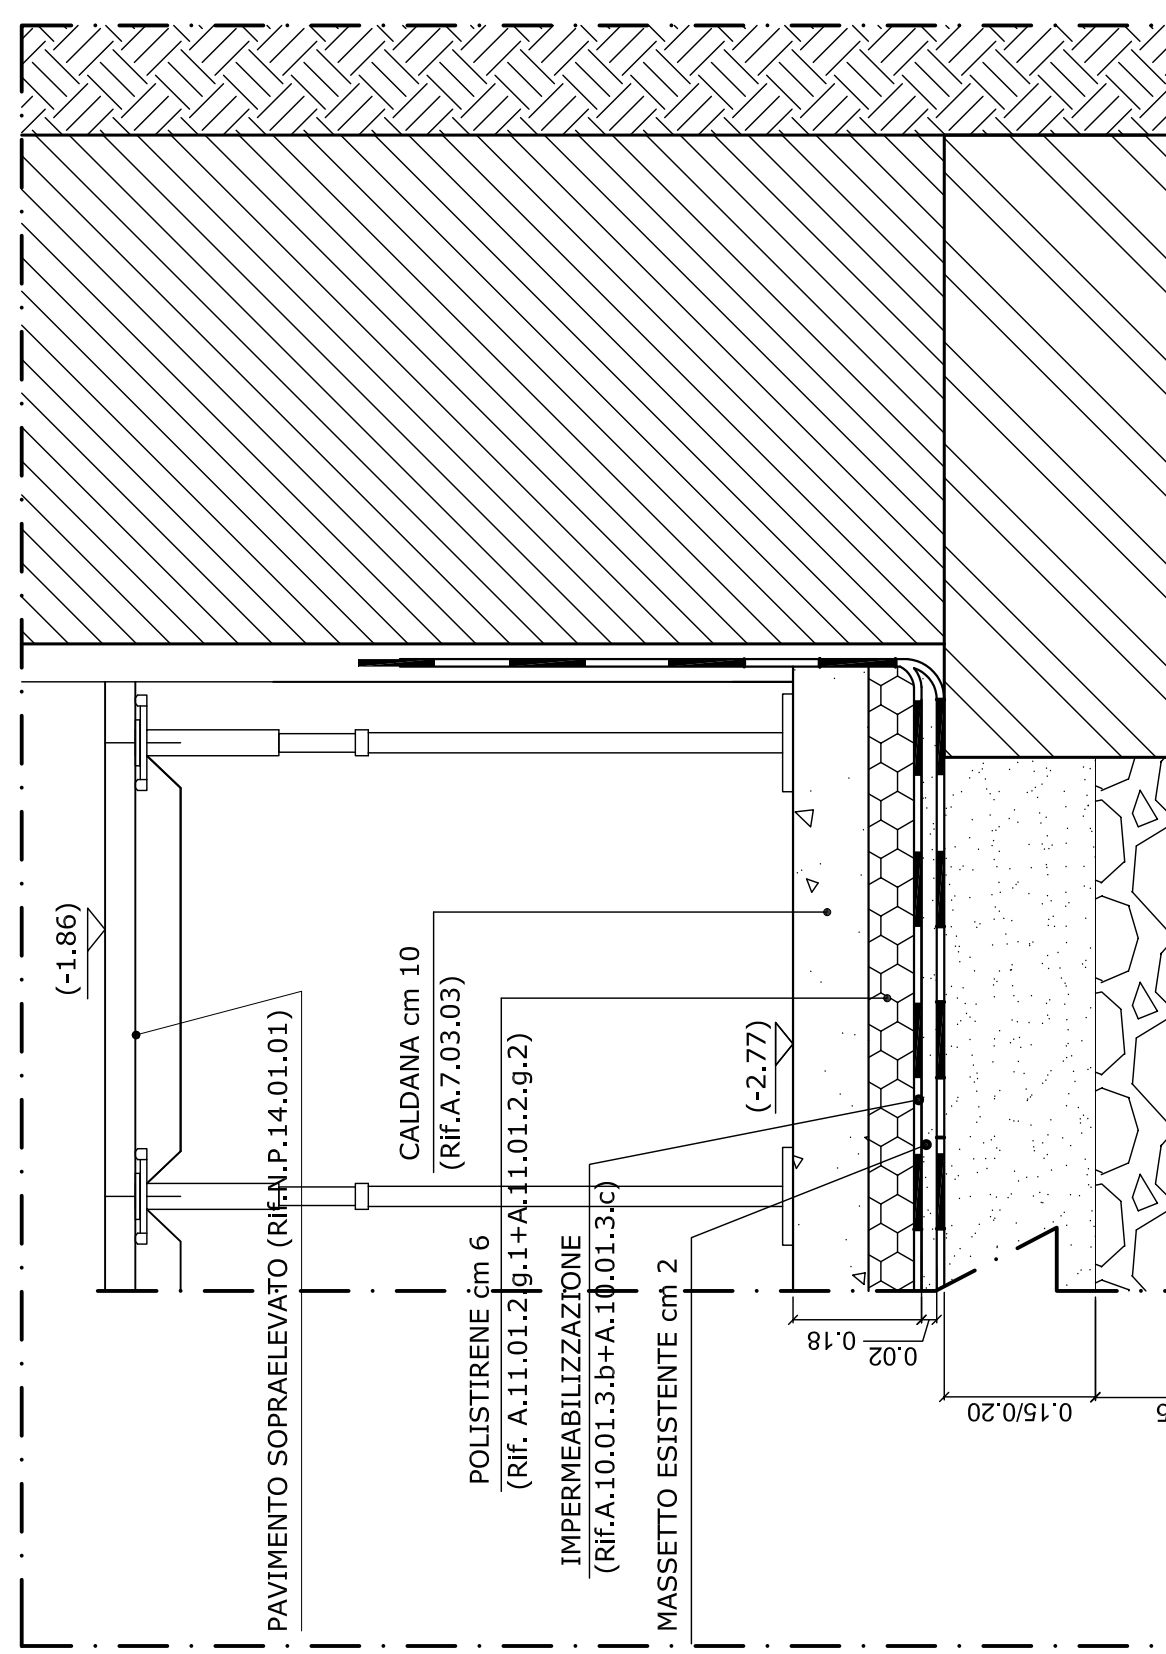 (-1.86)
PAVIMENTO SOPRAELEVATO (Rif.N.P.14.01.01)
CALDANA cm 10
(Rif.A.7.03.03)
POLISTIRENE cm 6
(Rif. A.11.01.2.g.1+A.11.01.2.g.2)
IMPERMEABILIZZAZIONE
(Rif.A.10.01.3.b+A.10.01.3.c)
MASSETTO ESISTENTE cm 2
(-2.77)
0.18
0.02
0.15/0.20